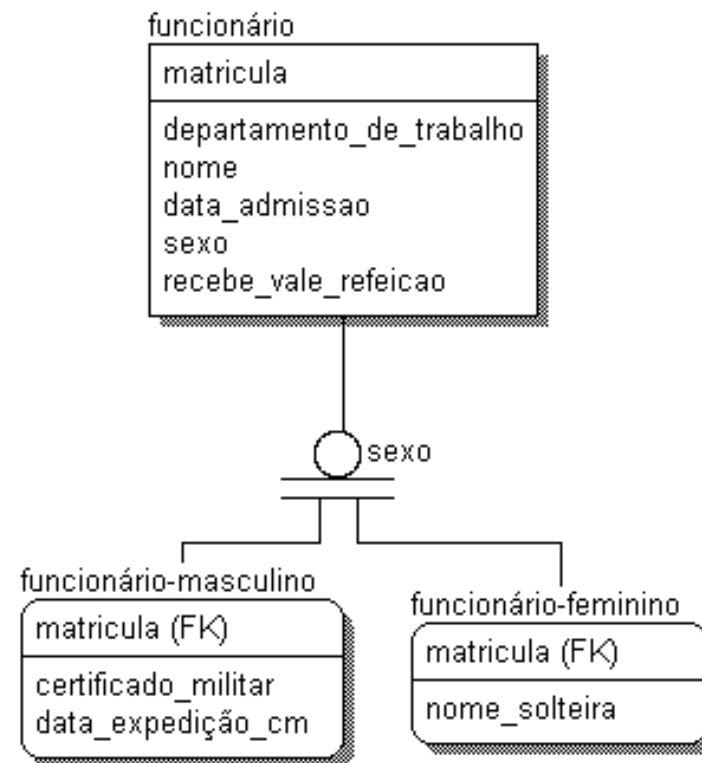 funcionário
matricula
departamento_de_trabalho
nome
data_admissao
sexo
recebe_vale_refeicao
sexo
funcionário-masculino
matricula (FK)
certificado_militar
data_expedição_cm
funcionário-feminino
matricula (FK)
nome_solteira